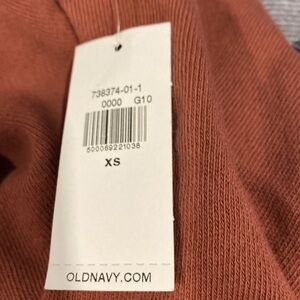 738374-01-1
0000 G10
500069221038
XS
OLDNAVY.COM